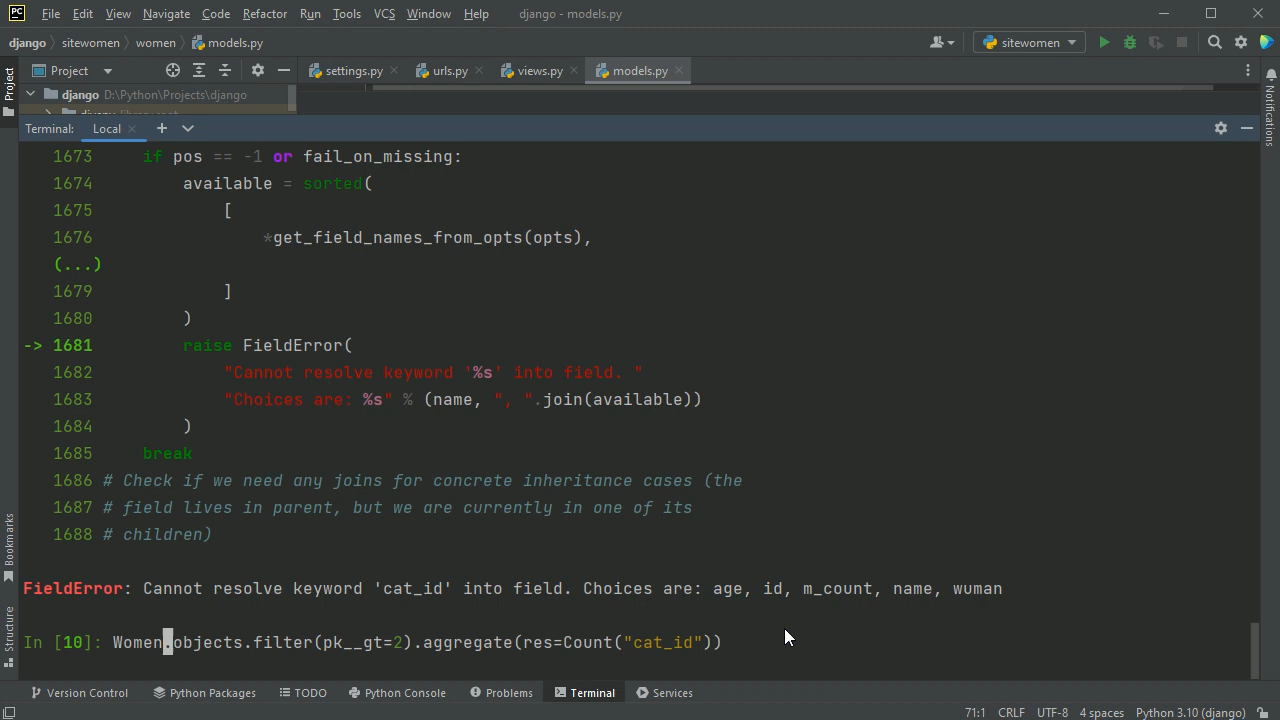 PC File Edit View Navigate Code Refactor Run Tools VCS Window Help django - models.py
django sitewomen women models.py sitewomen
Project settings.py urls.py views.py models.py
django D:\Python\Projects\django
Terminal: Local
1673 if pos == -1 or fail_on_missing:
1674 available = sorted(
1675 [
1676 *get_field_names_from_opts(opts),
(...)
1679 ]
1680 )
-> 1681 raise FieldError(
1682 "Cannot resolve keyword '%s' into field. "
1683 "Choices are: %s" % (name, ", ".join(available))
1684 )
1685 break
1686 # Check if we need any joins for concrete inheritance cases (the
1687 # field lives in parent, but we are currently in one of its
1688 # children)
FieldError: Cannot resolve keyword 'cat_id' into field. Choices are: age, id, m_count, name, wuman
In [10]: Women.objects.filter(pk__gt=2).aggregate(res=Count("cat_id"))
Version Control Python Packages TODO Python Console Problems Terminal Services
71:1 CRLF UTF-8 4 spaces Python 3.10 (django)
Project
Bookmarks
Structure
Notifications